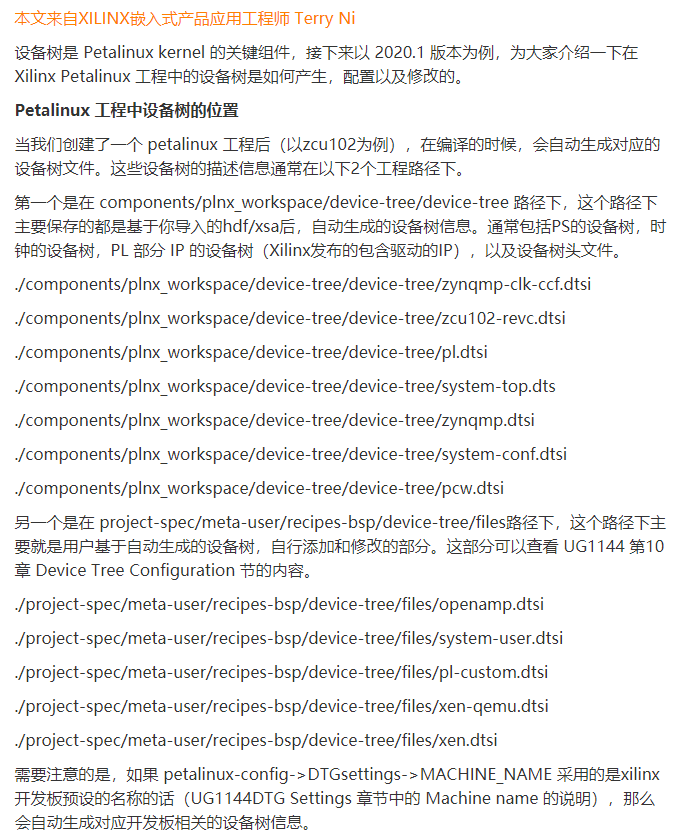 本文来自XILINX嵌入式产品应用工程师 Terry Ni
设备树是 Petalinux kernel 的关键组件，接下来以 2020.1 版本为例，为大家介绍一下在
Xilinx Petalinux 工程中的设备树是如何产生，配置以及修改的。
Petalinux 工程中设备树的位置
当我们创建了一个 petalinux 工程后（以zcu102为例），在编译的时候，会自动生成对应的
设备树文件。这些设备树的描述信息通常在以下2个工程路径下。
第一个是在 components/plnx_workspace/device-tree/device-tree 路径下，这个路径下
主要保存的都是基于你导入的hdf/xsa后，自动生成的设备树信息。通常包括PS的设备树，时
钟的设备树，PL 部分 IP 的设备树（Xilinx发布的包含驱动的IP），以及设备树头文件。
./components/plnx_workspace/device-tree/device-tree/zynqmp-clk-ccf.dtsi
./components/plnx_workspace/device-tree/device-tree/zcu102-revc.dtsi
./components/plnx_workspace/device-tree/device-tree/pl.dtsi
./components/plnx_workspace/device-tree/device-tree/system-top.dts
./components/plnx_workspace/device-tree/device-tree/zynqmp.dtsi
./components/plnx_workspace/device-tree/device-tree/system-conf.dtsi
./components/plnx_workspace/device-tree/device-tree/pcw.dtsi
另一个是在 project-spec/meta-user/recipes-bsp/device-tree/files路径下，这个路径下主
要就是用户基于自动生成的设备树，自行添加和修改的部分。这部分可以查看 UG1144 第10
章 Device Tree Configuration 节的内容。
./project-spec/meta-user/recipes-bsp/device-tree/files/openamp.dtsi
./project-spec/meta-user/recipes-bsp/device-tree/files/system-user.dtsi
./project-spec/meta-user/recipes-bsp/device-tree/files/pl-custom.dtsi
./project-spec/meta-user/recipes-bsp/device-tree/files/xen-qemu.dtsi
./project-spec/meta-user/recipes-bsp/device-tree/files/xen.dtsi
需要注意的是，如果 petalinux-config->DTGsettings->MACHINE_NAME 采用的是xilinx
开发板预设的名称的话（UG1144DTG Settings 章节中的 Machine name 的说明），那么
会自动生成对应开发板相关的设备树信息。